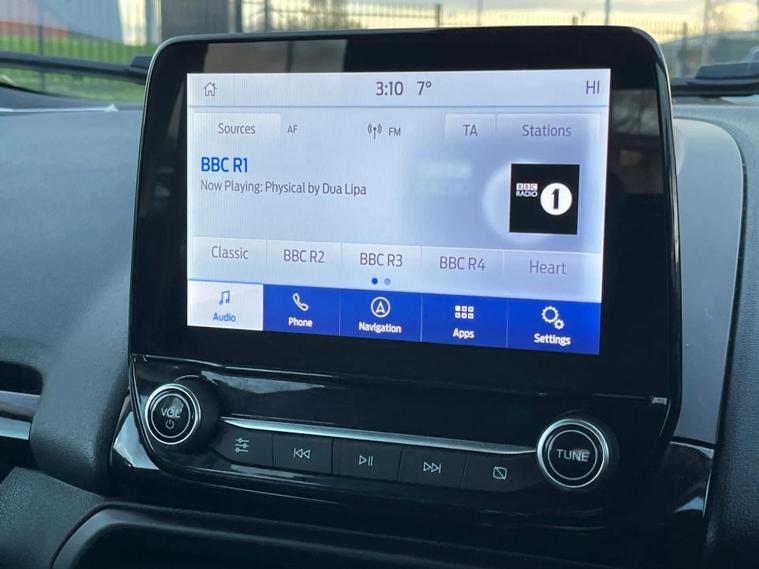 3:10 7° HI
Sources AF FM TA Stations
BBC R1
Now Playing: Physical by Dua Lipa
BBC
RADIO 1
Classic BBC R2 BBC R3 BBC R4 Heart
Audio Phone Navigation Apps Settings
VOL
TUNE